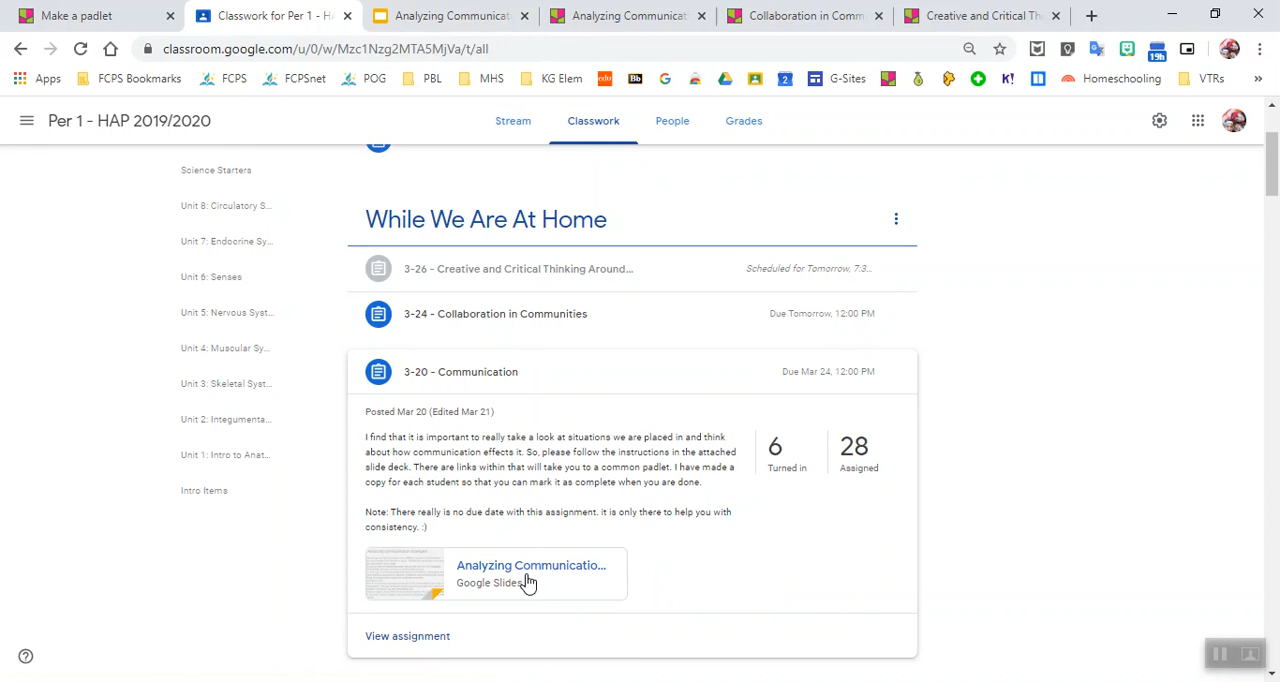 Make a padlet
Classwork for Per 1 - H
Analyzing Communicat
Analyzing Communicat
Collaboration in Comm
Creative and Critical Th
classroom.google.com/u/0/w/Mzc1Nzg2MTA5MjVa/t/all
Apps
FCPS Bookmarks
FCPS
FCPSnet
POG
PBL
MHS
KG Elem
edu
Bb
G
2
G-Sites
K!
Homeschooling
VTRs
»
19h
Per 1 - HAP 2019/2020
Stream
Classwork
People
Grades
Science Starters
Unit 8: Circulatory S...
Unit 7: Endocrine Sy...
Unit 6: Senses
Unit 5: Nervous Syst...
Unit 4: Muscular Sy...
Unit 3: Skeletal Syst...
Unit 2: Integumenta...
Unit 1: Intro to Anat...
Intro Items
While We Are At Home
3-26 - Creative and Critical Thinking Around...
Scheduled for Tomorrow, 7:3...
3-24 - Collaboration in Communities
Due Tomorrow, 12:00 PM
3-20 - Communication
Due Mar 24, 12:00 PM
Posted Mar 20 (Edited Mar 21)
I find that it is important to really take a look at situations we are placed in and think
about how communication effects it. So, please follow the instructions in the attached
slide deck. There are links within that will take you to a common padlet. I have made a
copy for each student so that you can mark it as complete when you are done.
Note: There really is no due date with this assignment. it is only there to help you with
consistency. :)
6
Turned in
28
Assigned
Analyzing Communicatio...
Google Slides
View assignment